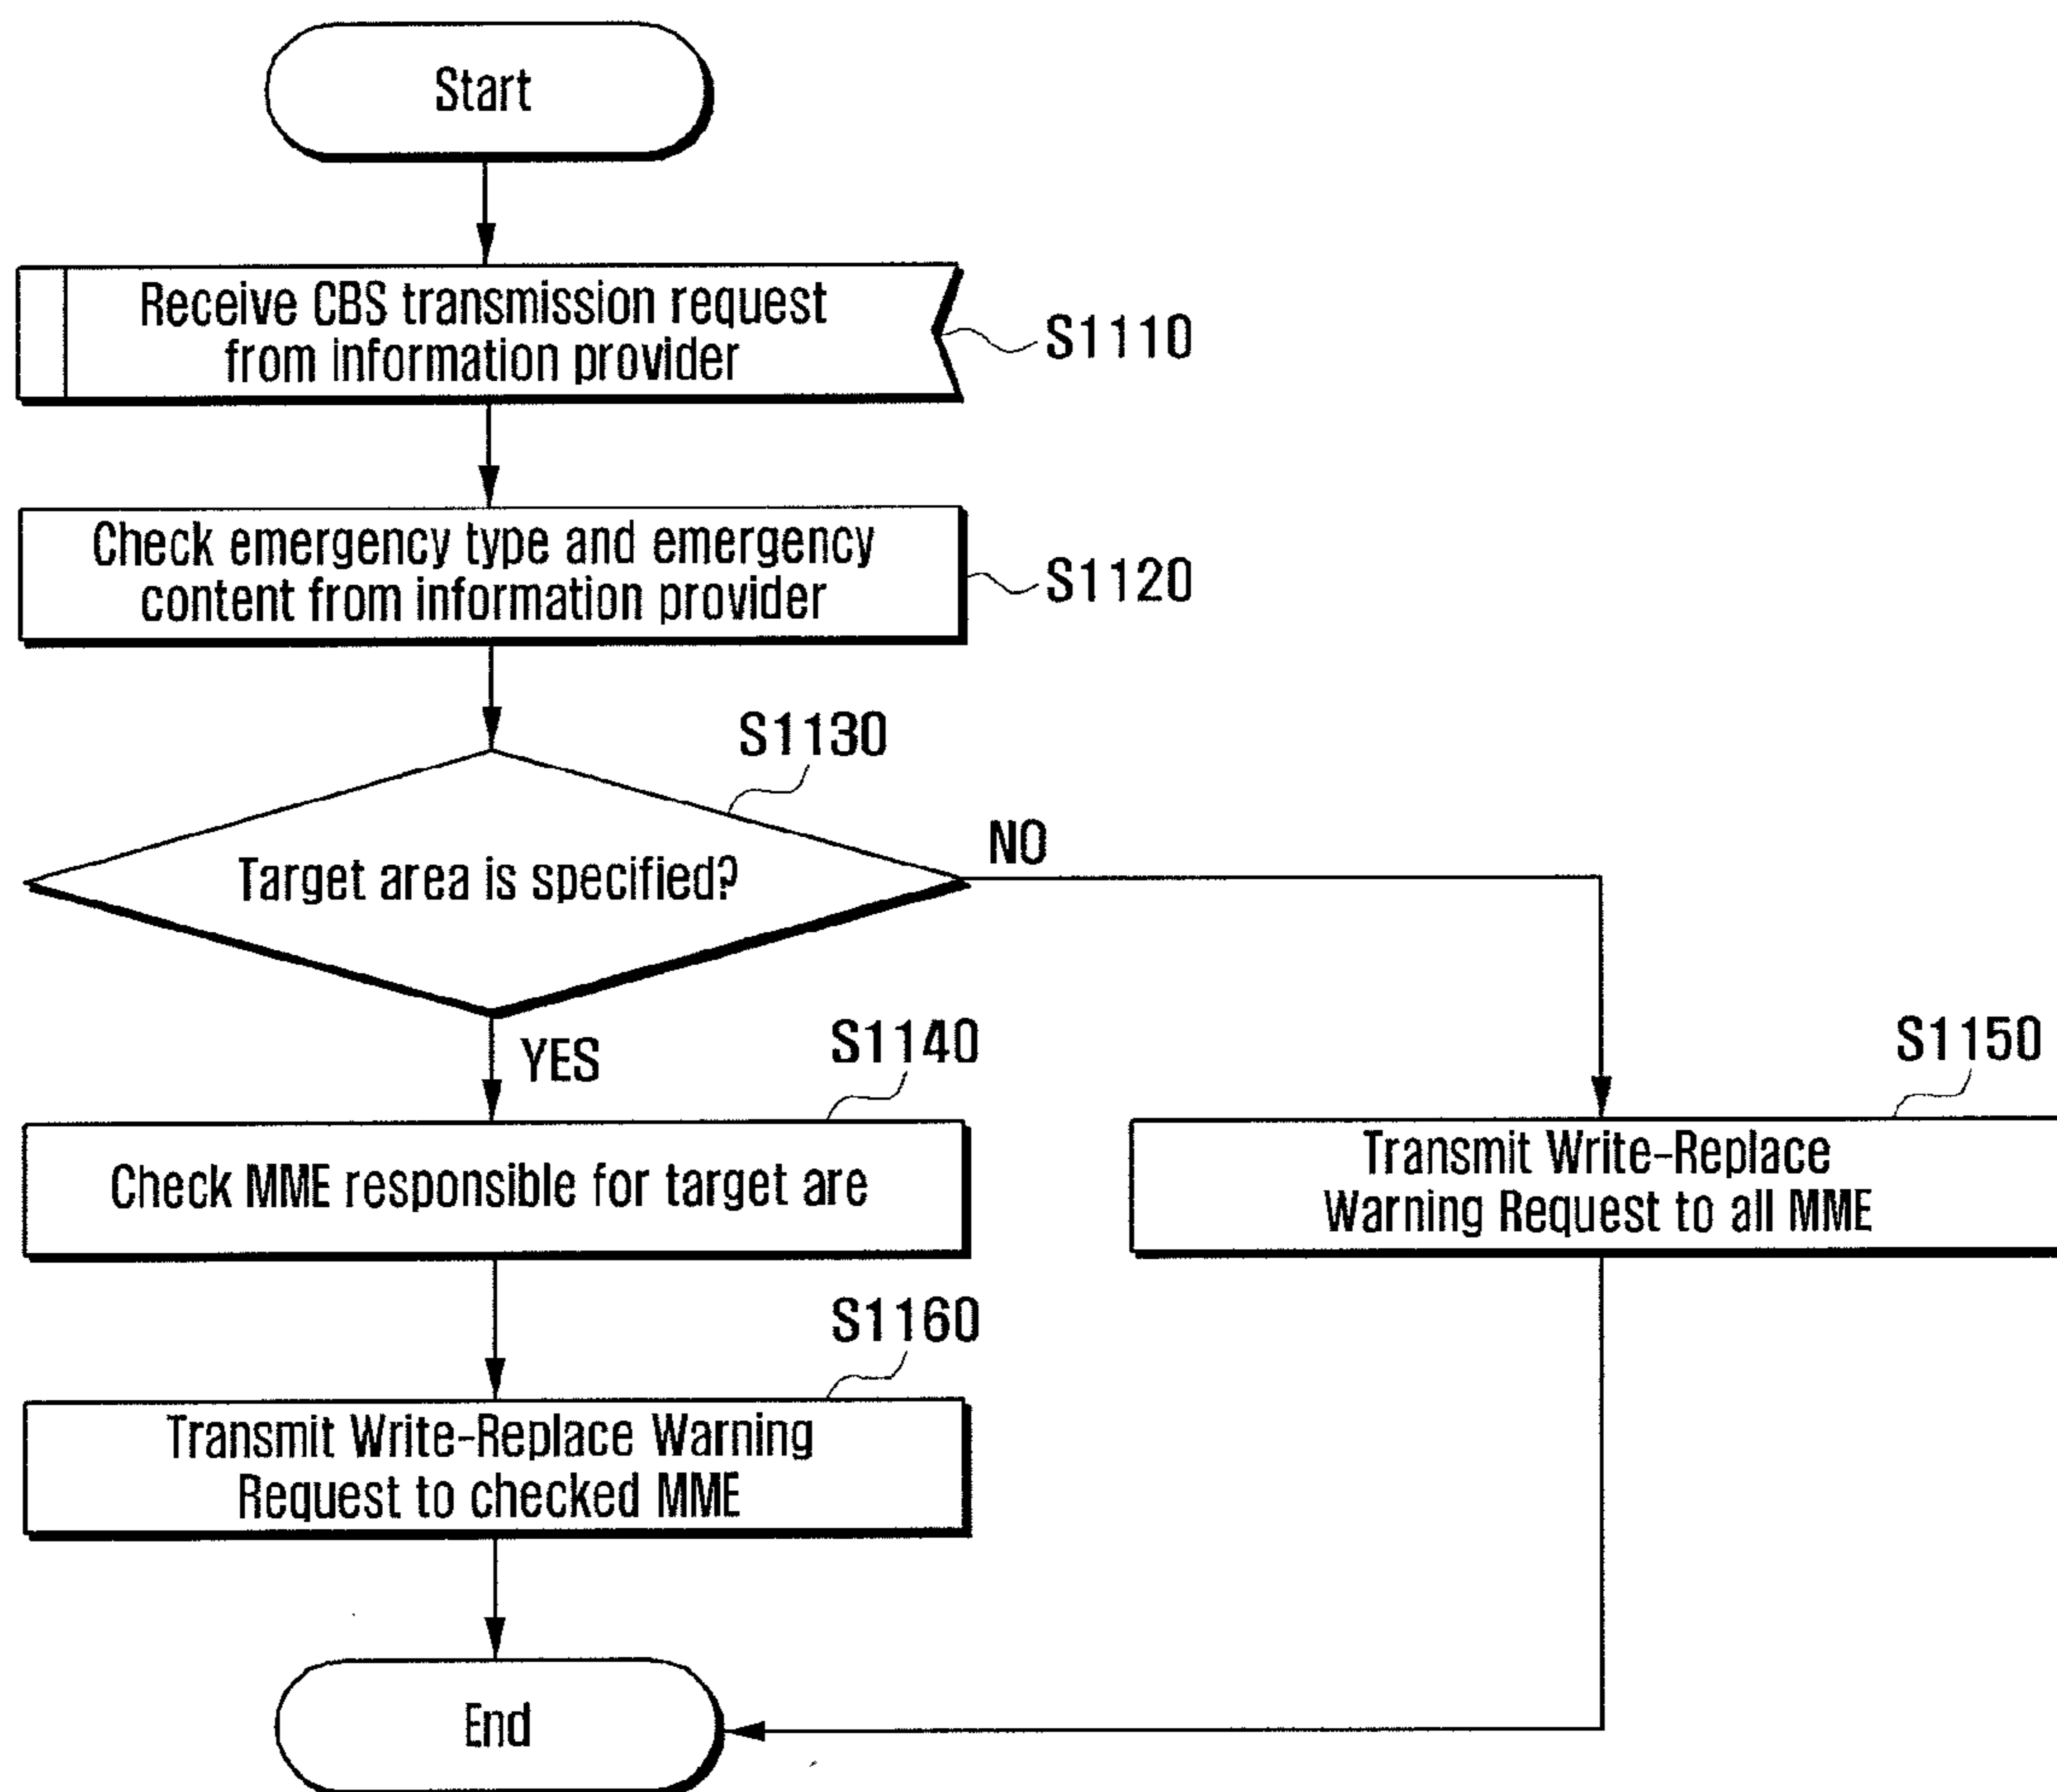 Start
Receive CBS transmission request
from information provider
S1110
Check emergency type and emergency
content from information provider
S1120
S1130
Target area is specified?
NO
YES
S1140
Check MME responsible for target are
S1150
Transmit Write-Replace
Warning Request to all MME
S1160
Transmit Write-Replace Warning
Request to checked MME
End